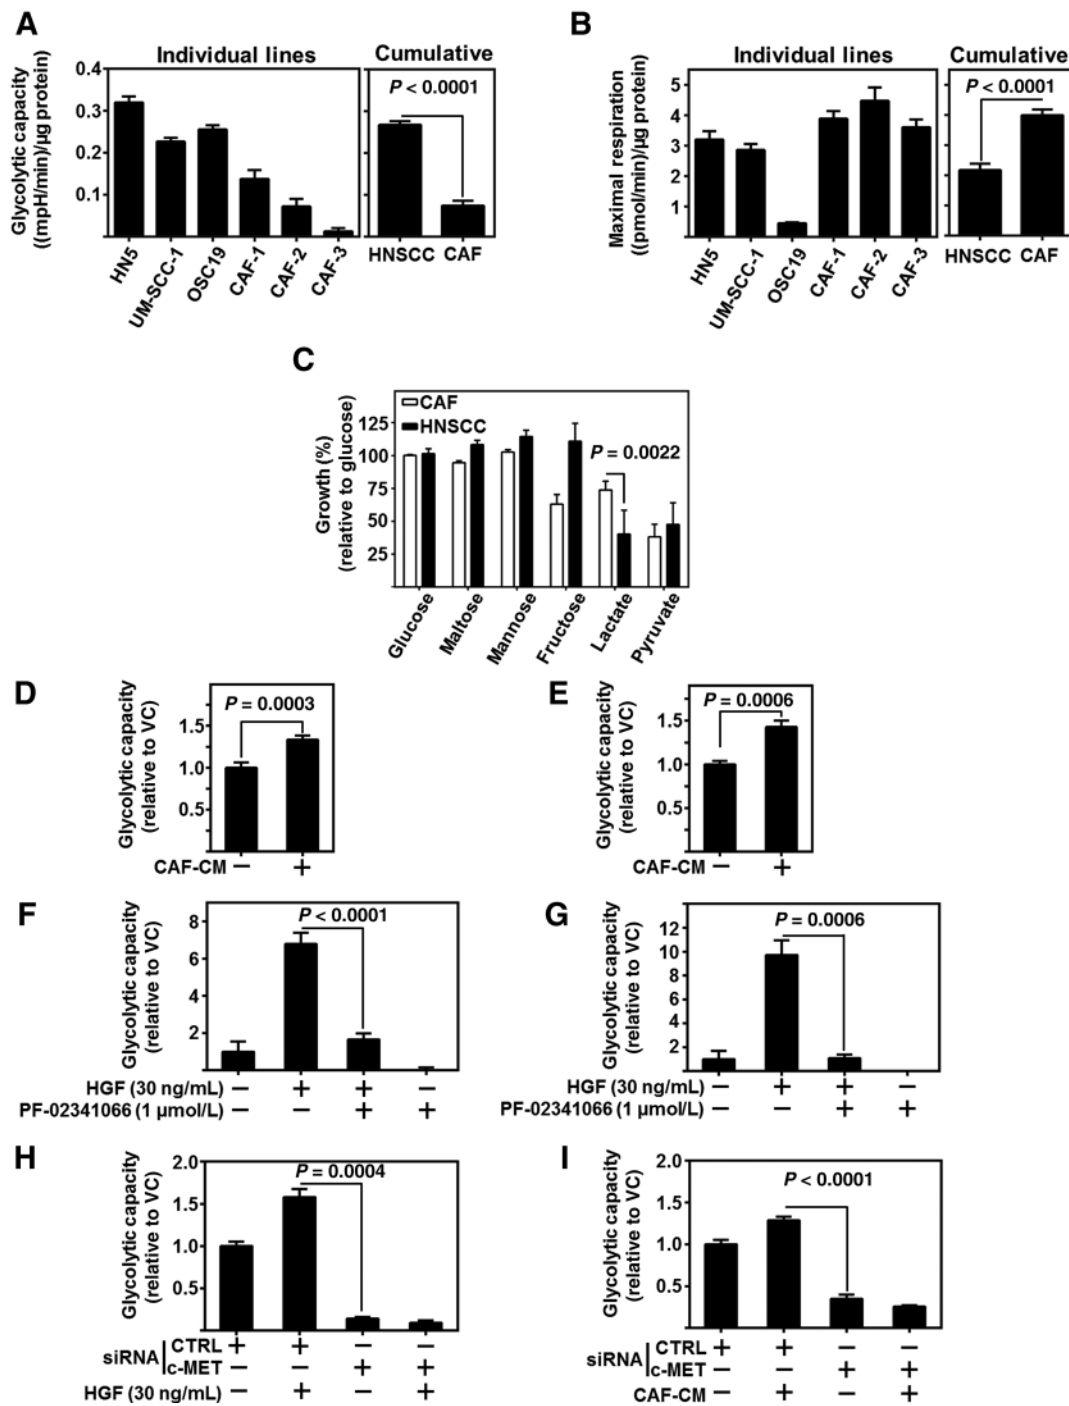 A
Individual lines
Cumulative
P < 0.0001
Glycolytic capacity
((mpH/min)/µg protein)
0.4
0.3
0.2
0.1
HN5
UM-SCC-1
OSC19
CAF-1
CAF-2
CAF-3
HNSCC
CAF
B
Individual lines
Cumulative
P < 0.0001
Maximal respiration
((pmol/min)/µg protein)
5
4
3
2
1
HN5
UM-SCC-1
OSC19
CAF-1
CAF-2
CAF-3
HNSCC
CAF
C
CAF
HNSCC
P = 0.0022
Growth (%)
(relative to glucose)
125
100
75
50
25
Glucose
Maltose
Mannose
Fructose
Lactate
Pyruvate
D
P = 0.0003
Glycolytic capacity
(relative to VC)
1.5
1.0
0.5
CAF-CM − +
E
P = 0.0006
Glycolytic capacity
(relative to VC)
1.5
1.0
0.5
CAF-CM − +
F
P < 0.0001
Glycolytic capacity
(relative to VC)
8
6
4
2
HGF (30 ng/mL) − + + −
PF-02341066 (1 µmol/L) − − + +
G
P = 0.0006
Glycolytic capacity
(relative to VC)
12
10
8
6
4
2
HGF (30 ng/mL) − + + −
PF-02341066 (1 µmol/L) − − + +
H
P = 0.0004
Glycolytic capacity
(relative to VC)
2.0
1.5
1.0
0.5
siRNA
CTRL + + − −
c-MET − − + +
HGF (30 ng/mL) − + − +
I
P < 0.0001
Glycolytic capacity
(relative to VC)
2.0
1.5
1.0
0.5
siRNA
CTRL + + − −
c-MET − − + +
CAF-CM − + − +